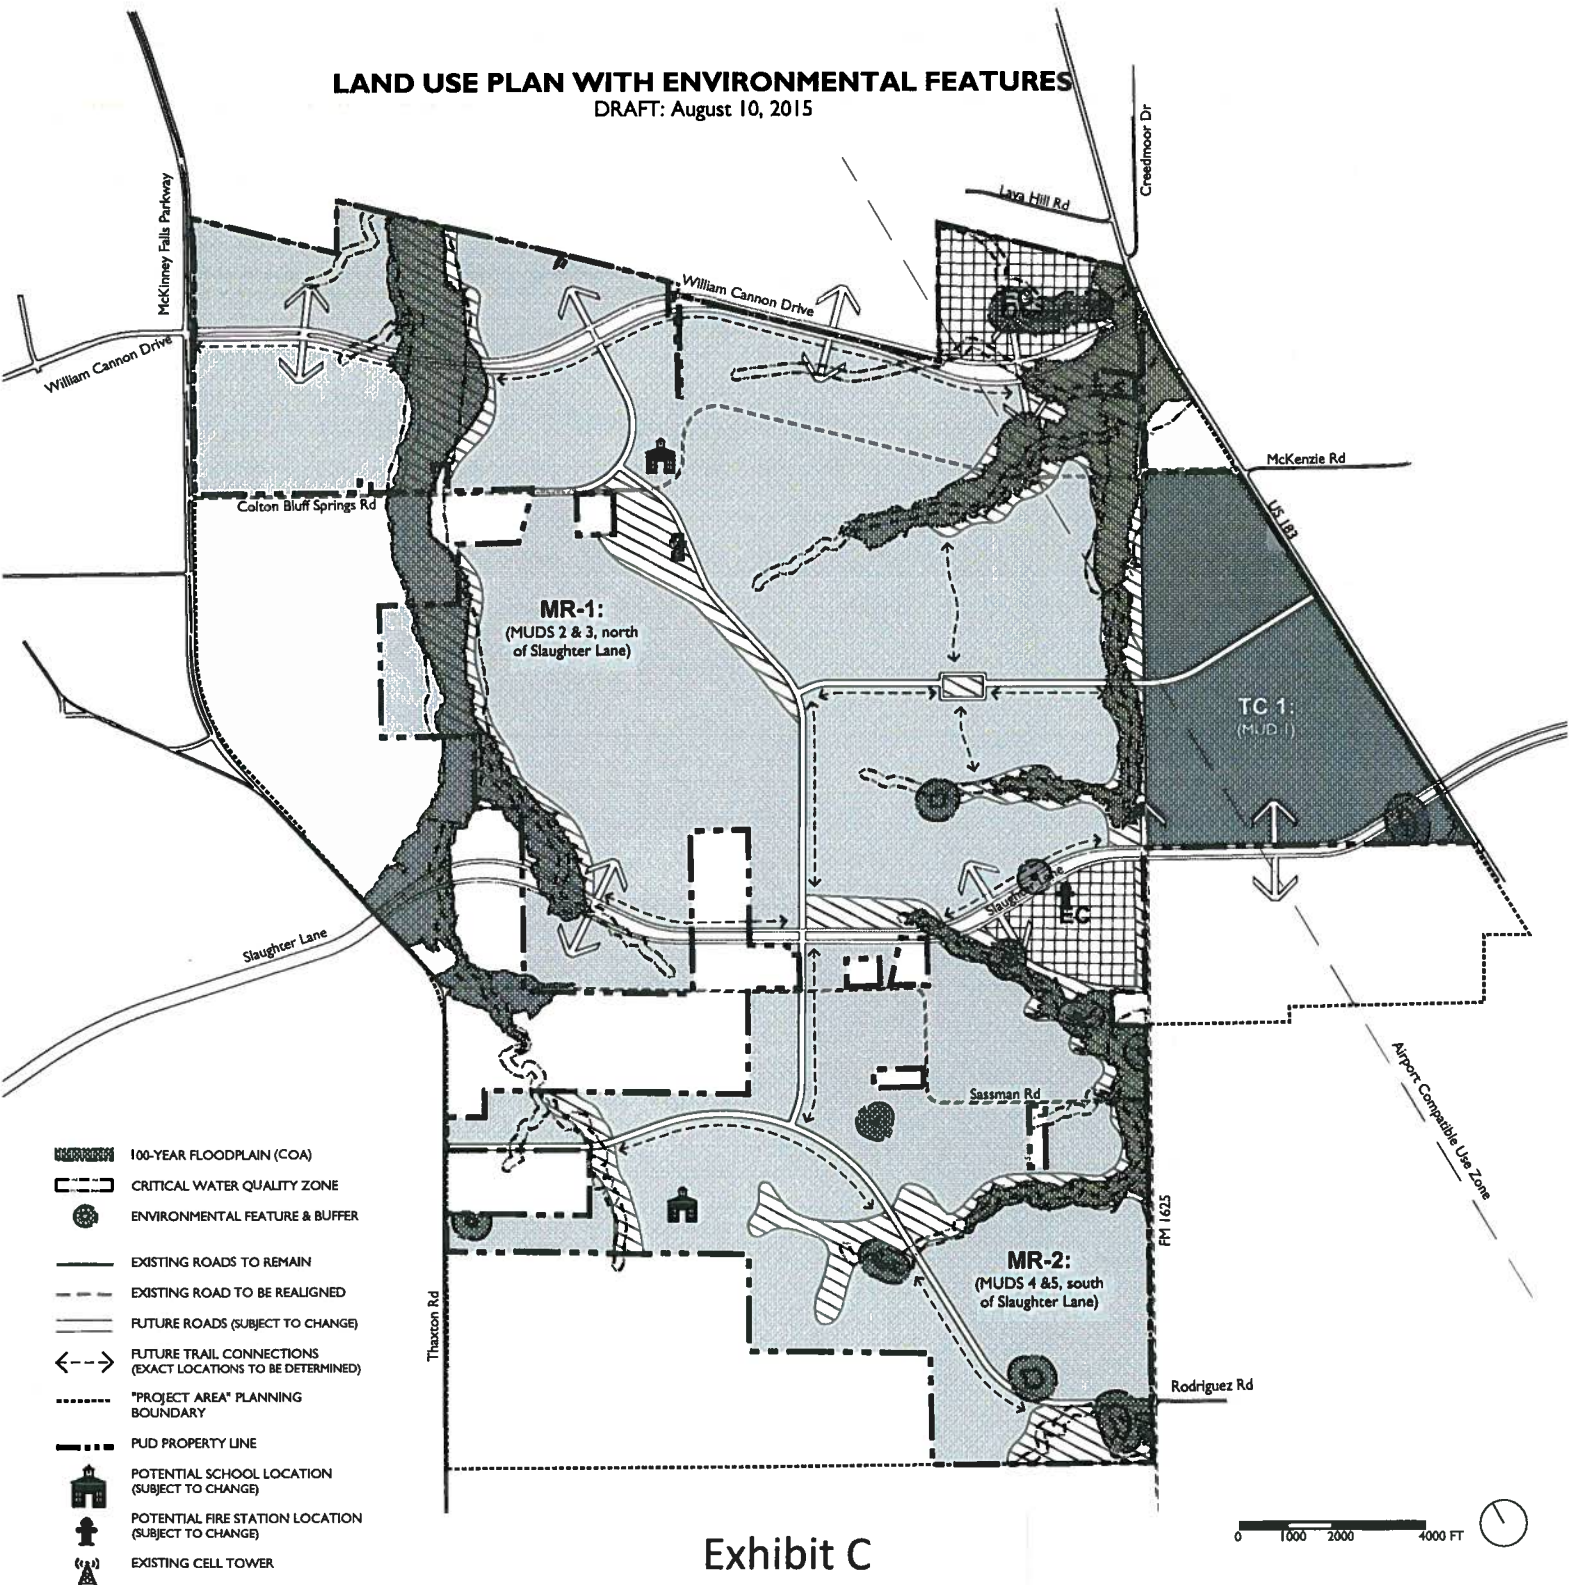 LAND USE PLAN WITH ENVIRONMENTAL FEATURES
DRAFT: August 10, 2015
McKinney Falls Parkway
Creedmoor Dr
Lava Hill Rd
William Cannon Drive
William Cannon Drive
McKenzie Rd
Colton Bluff Springs Rd
US 183
MR-1:
(MUDS 2 & 3, north
of Slaughter Lane)
TC 1:
(MUD 1)
Slaughter Lane
EC
Slaughter Lane
Airport Compatible Use Zone
Sassman Rd
FM 1625
MR-2:
(MUDS 4 &5, south
of Slaughter Lane)
Thaxton Rd
Rodriguez Rd
100-YEAR FLOODPLAIN (COA)
CRITICAL WATER QUALITY ZONE
ENVIRONMENTAL FEATURE & BUFFER
EXISTING ROADS TO REMAIN
EXISTING ROAD TO BE REALIGNED
FUTURE ROADS (SUBJECT TO CHANGE)
FUTURE TRAIL CONNECTIONS
(EXACT LOCATIONS TO BE DETERMINED)
"PROJECT AREA" PLANNING
BOUNDARY
PUD PROPERTY LINE
POTENTIAL SCHOOL LOCATION
(SUBJECT TO CHANGE)
POTENTIAL FIRE STATION LOCATION
(SUBJECT TO CHANGE)
EXISTING CELL TOWER
0 1000 2000 4000 FT
Exhibit C